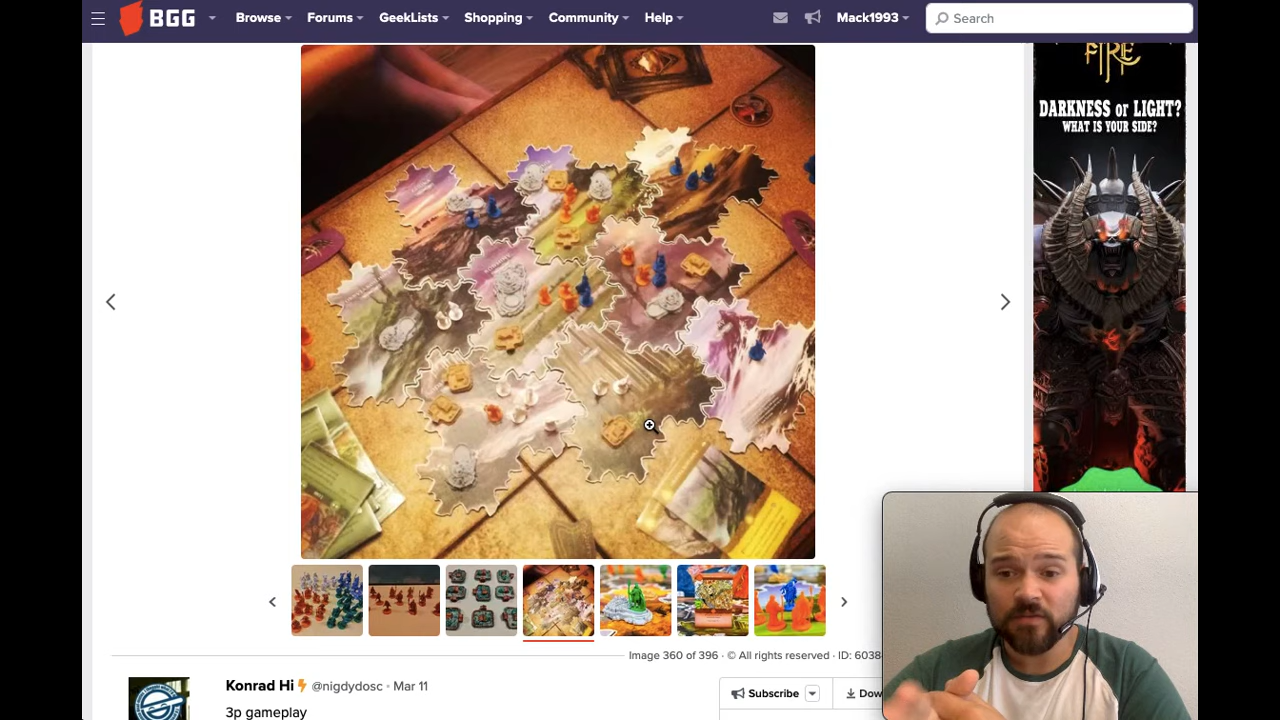 BGG Browse Forums GeekLists Shopping Community Help Mack1993 Search
FIRE
DARKNESS OR LIGHT?
WHAT IS YOUR SIDE?
Image 360 of 396 • © All rights reserved • ID: 6038
Konrad Hi @nigdydosc • Mar 11
Subscribe Dow
3p gameplay